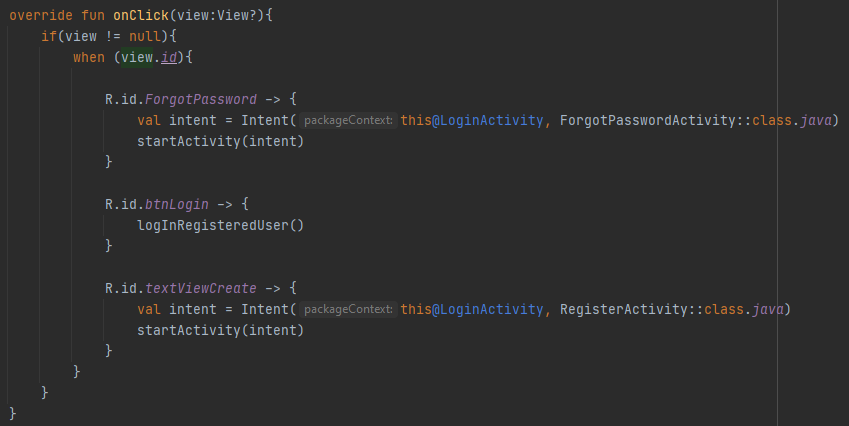 override fun onClick(view:View?){
if(view != null){
when (view.id){
R.id.ForgotPassword -> {
val intent = Intent( packageContext: this@LoginActivity, ForgotPasswordActivity::class.java)
startActivity(intent)
}
R.id.btnLogin -> {
logInRegisteredUser()
}
R.id.textViewCreate -> {
val intent = Intent( packageContext: this@LoginActivity, RegisterActivity::class.java)
startActivity(intent)
}
}
}
}